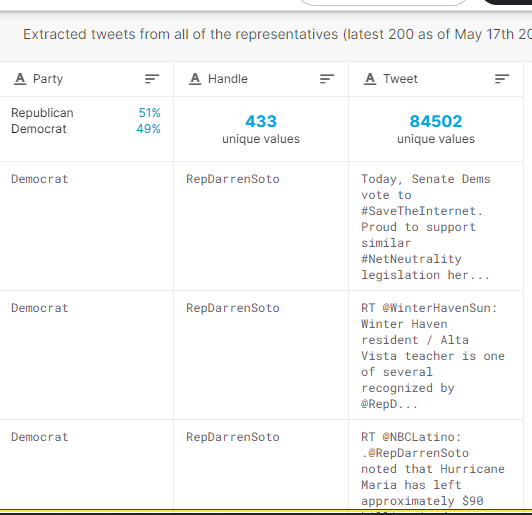 Extracted tweets from all of the representatives (latest 200 as of May 17th 20
A Party
A Handle
A Tweet
Republican 51%
Democrat 49%
433
unique values
84502
unique values
Democrat
RepDarrenSoto
Today, Senate Dems
vote to
#SaveTheInternet.
Proud to support
similar
#NetNeutrality
legislation her...
Democrat
RepDarrenSoto
RT @WinterHavenSun:
Winter Haven
resident / Alta
Vista teacher is one
of several
recognized by
@RepD...
Democrat
RepDarrenSoto
RT @NBCLatino:
.@RepDarrenSoto
noted that Hurricane
Maria has left
approximately $90